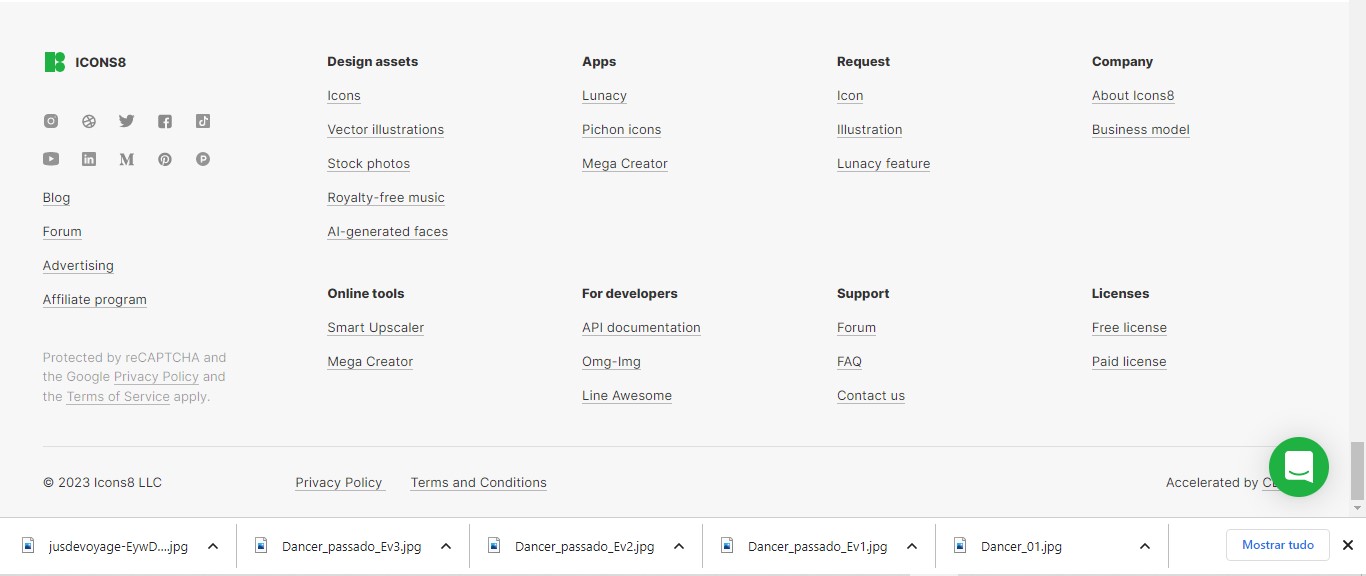 ICONS8
Blog
Forum
Advertising
Affiliate program
Protected by reCAPTCHA and
the Google Privacy Policy and
the Terms of Service apply.
Design assets
Icons
Vector illustrations
Stock photos
Royalty-free music
AI-generated faces
Apps
Lunacy
Pichon icons
Mega Creator
Request
Icon
Illustration
Lunacy feature
Company
About Icons8
Business model
Online tools
Smart Upscaler
Mega Creator
For developers
API documentation
Omg-Img
Line Awesome
Support
Forum
FAQ
Contact us
Licenses
Free license
Paid license
© 2023 Icons8 LLC
Privacy Policy
Terms and Conditions
Accelerated by
jusdevoyage-EywD....jpg
Dancer_passado_Ev3.jpg
Dancer_passado_Ev2.jpg
Dancer_passado_Ev1.jpg
Dancer_01.jpg
Mostrar tudo